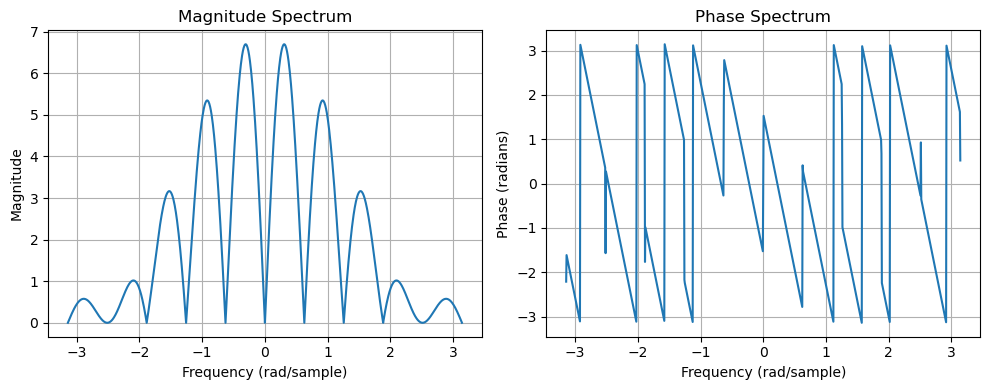 Magnitude Spectrum
Magnitude
7
6
5
4
3
2
1
0
−3 −2 −1 0 1 2 3
Frequency (rad/sample)
Phase Spectrum
Phase (radians)
3
2
1
0
−1
−2
−3
−3 −2 −1 0 1 2 3
Frequency (rad/sample)